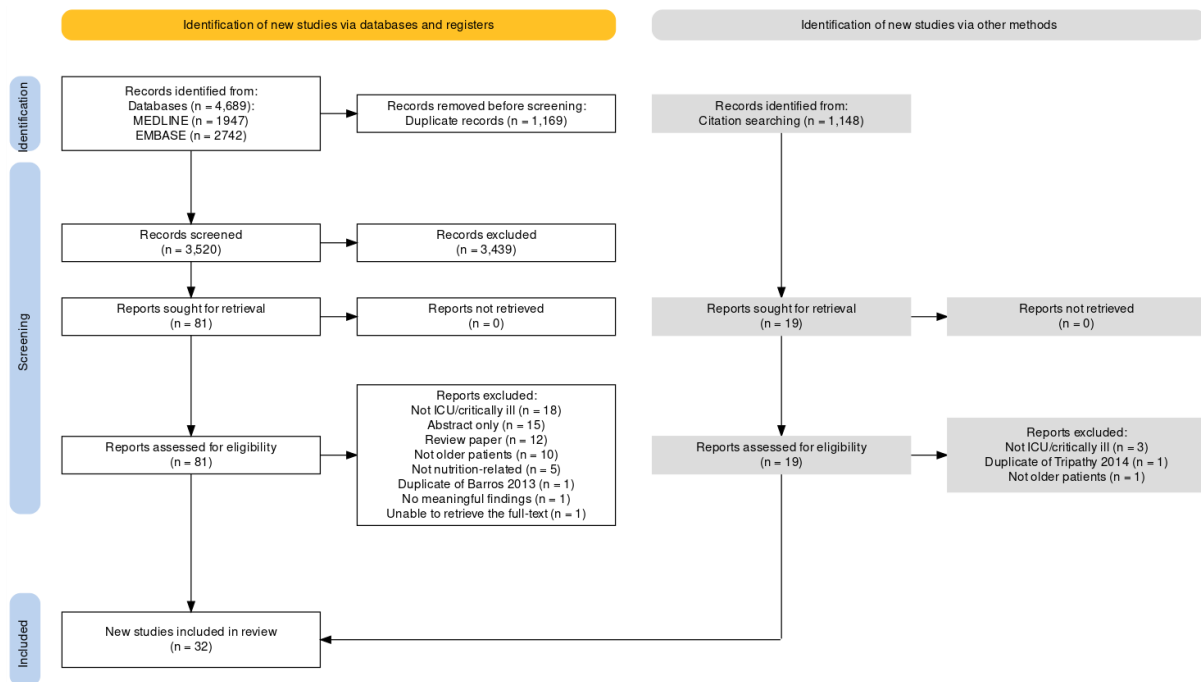 Identification of new studies via databases and registers
Identification of new studies via other methods
Identification
Records identified from:
Databases (n = 4,689):
MEDLINE (n = 1947)
EMBASE (n = 2742)
Records removed before screening:
Duplicate records (n = 1,169)
Records identified from:
Citation searching (n = 1,148)
Screening
Records screened
(n = 3,520)
Records excluded
(n = 3,439)
Reports sought for retrieval
(n = 81)
Reports not retrieved
(n = 0)
Reports sought for retrieval
(n = 19)
Reports not retrieved
(n = 0)
Reports assessed for eligibility
(n = 81)
Reports excluded:
Not ICU/critically ill (n = 18)
Abstract only (n = 15)
Review paper (n = 12)
Not older patients (n = 10)
Not nutrition-related (n = 5)
Duplicate of Barros 2013 (n = 1)
No meaningful findings (n = 1)
Unable to retrieve the full-text (n = 1)
Reports assessed for eligibility
(n = 19)
Reports excluded:
Not ICU/critically ill (n = 3)
Duplicate of Tripathy 2014 (n = 1)
Not older patients (n = 1)
Included
New studies included in review
(n = 32)